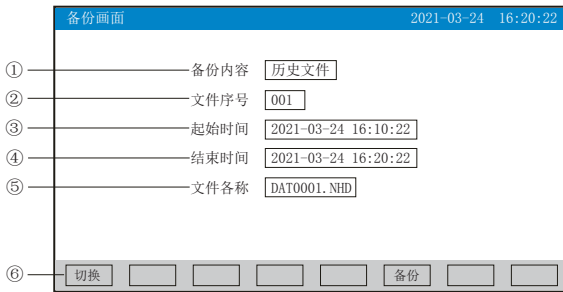 备份画面 2021-03-24 16:20:22
① 备份内容 历史文件
② 文件序号 001
③ 起始时间 2021-03-24 16:10:22
④ 结束时间 2021-03-24 16:20:22
⑤ 文件各称 DAT0001.NHD
⑥ 切换 备份